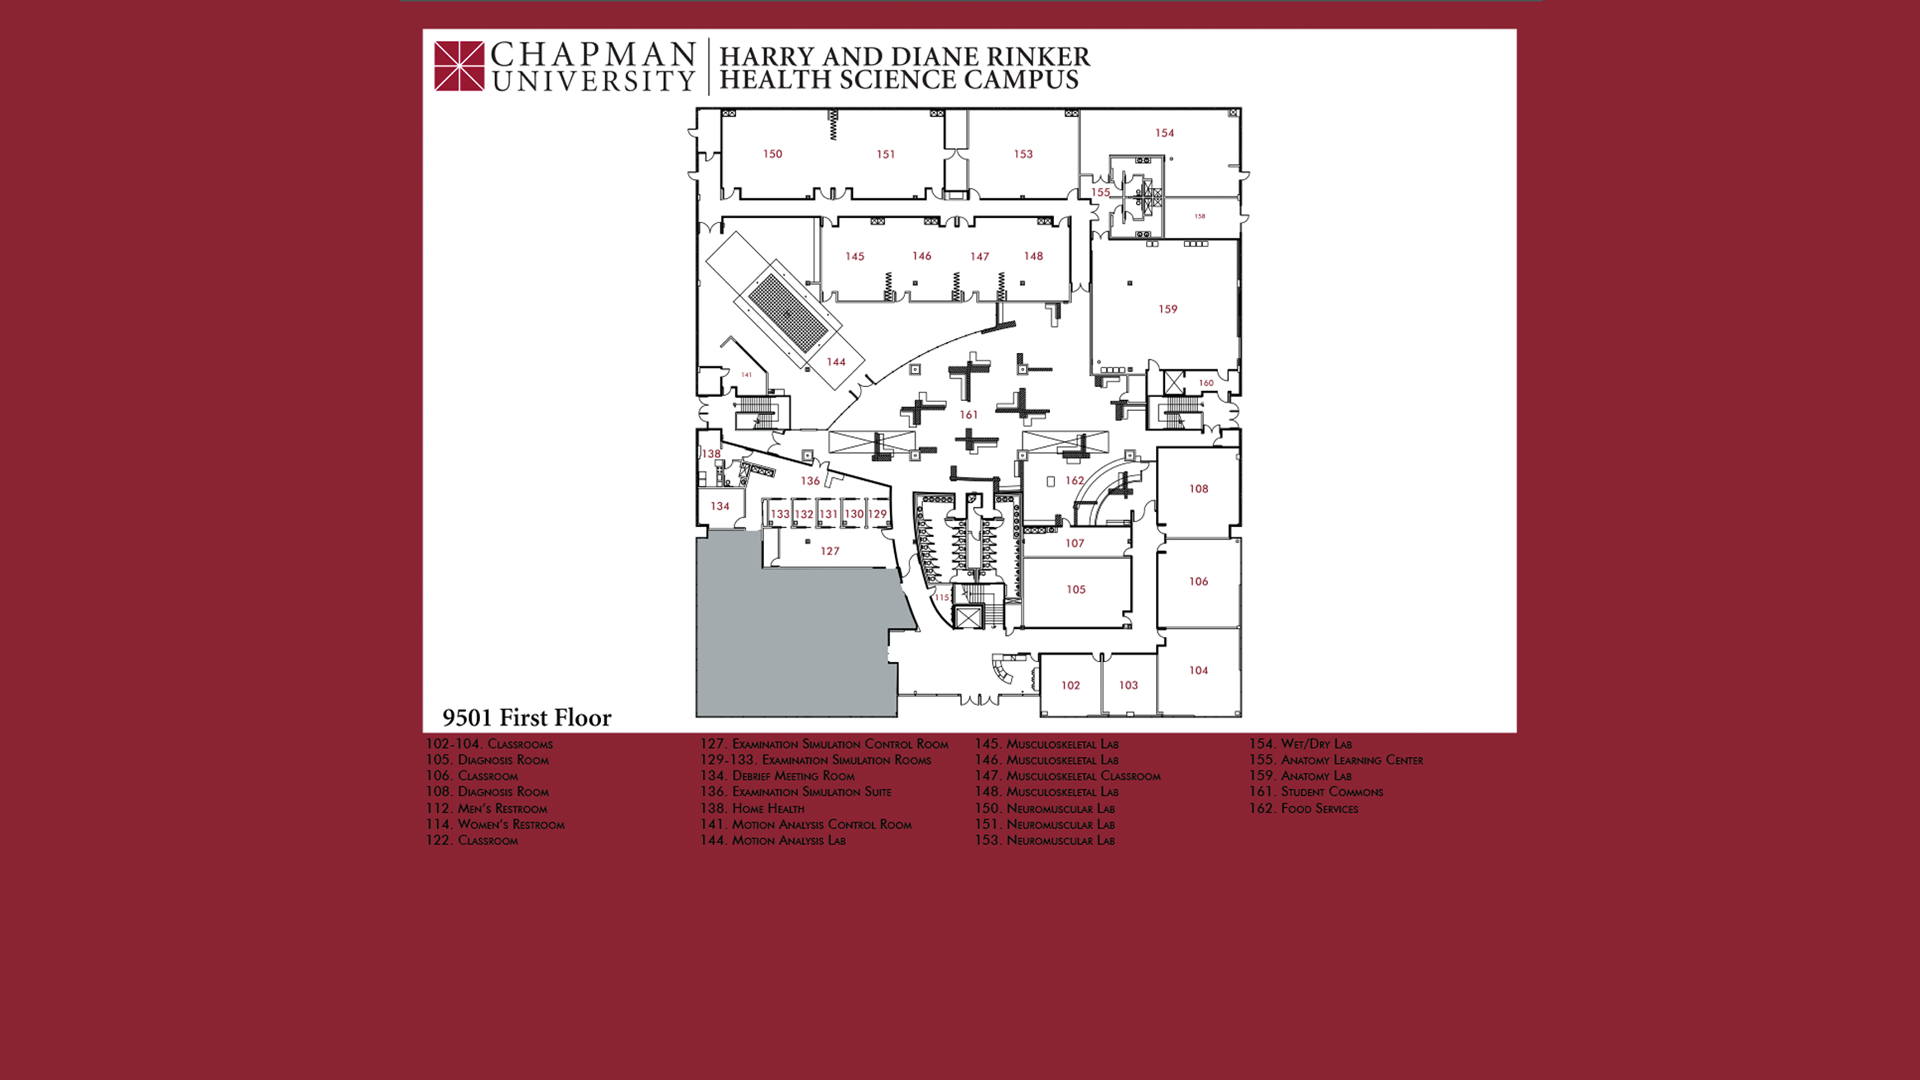 CHAPMAN
UNIVERSITY
HARRY AND DIANE RINKER
HEALTH SCIENCE CAMPUS
154
150
151
153
155
158
145
146
147
148
159
144
141
160
161
138
136
162
108
134
133
132
131
130
129
107
127
106
105
115
104
102
103
9501 First Floor
102-104. Classrooms
105. Diagnosis Room
106. Classroom
108. Diagnosis Room
112. Men's Restroom
114. Women's Restroom
122. Classroom
127. Examination Simulation Control Room
129-133. Examination Simulation Rooms
134. Debrief Meeting Room
136. Examination Simulation Suite
138. Home Health
141. Motion Analysis Control Room
144. Motion Analysis Lab
145. Musculoskeletal Lab
146. Musculoskeletal Lab
147. Musculoskeletal Classroom
148. Musculoskeletal Lab
150. Neuromuscular Lab
151. Neuromuscular Lab
153. Neuromuscular Lab
154. Wet/Dry Lab
155. Anatomy Learning Center
159. Anatomy Lab
161. Student Commons
162. Food Services